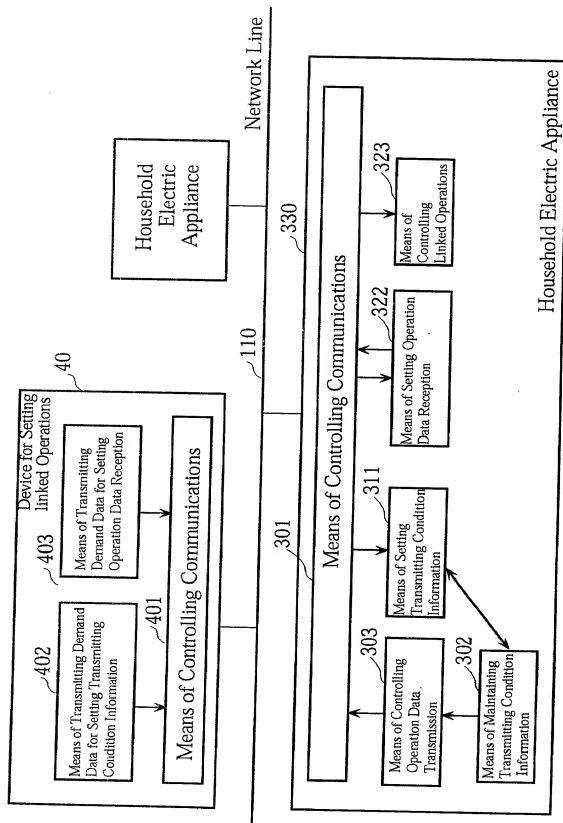 Device for Setting
linked Operations
40
402
Means of Transmitting Demand
Data for Setting Transmitting
Condition Information
403
Means of Transmitting
Demand Data for Setting
Operation Data Reception
401
Means of Controlling Communications
Household
Electric
Appliance
110
Network Line
301
330
Means of Controlling Communications
303
Means of Controlling
Operation Data.
Transmission
311
Means of Setting
Transmitting Condition
Information
322
Means of Setting Operation
Data Reception
323
Means of
Controlling
Linked Operations
302
Means of Maintaining
Transmitting Condition
Information
Household Electric Appliance